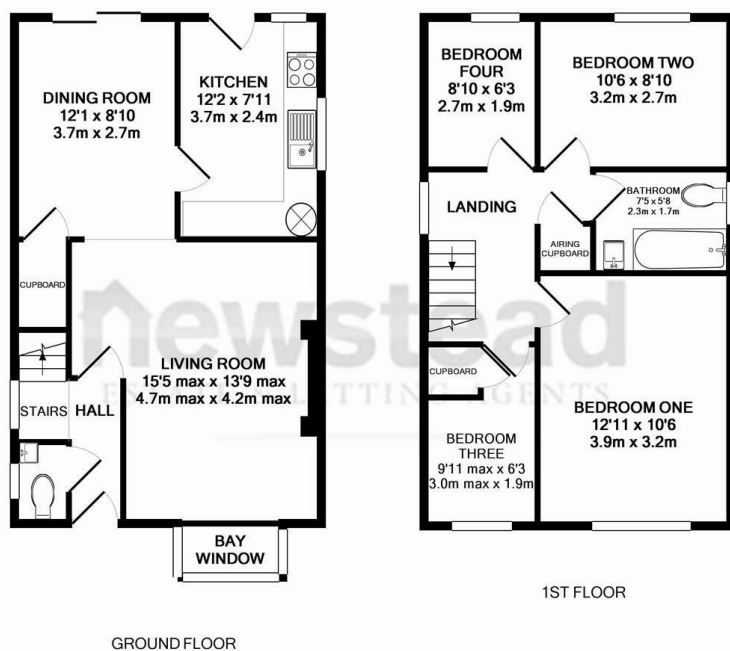 DINING ROOM
12'1 x 8'10
3.7m x 2.7m
KITCHEN
12'2 x 7'11
3.7m x 2.4m
CUPBOARD
LIVING ROOM
15'5 max x 13'9 max
4.7m max x 4.2m max
STAIRS
HALL
BAY
WINDOW
GROUND FLOOR
BEDROOM
FOUR
8'10 x 6'3
2.7m x 1.9m
BEDROOM TWO
10'6 x 8'10
3.2m x 2.7m
LANDING
BATHROOM
7'5 x 5'8
2.3m x 1.7m
AIRING
CUPBOARD
CUPBOARD
BEDROOM
THREE
9'11 max x 6'3
3.0m max x 1.9m
BEDROOM ONE
12'11 x 10'6
3.9m x 3.2m
1ST FLOOR
newstead
AGENTS